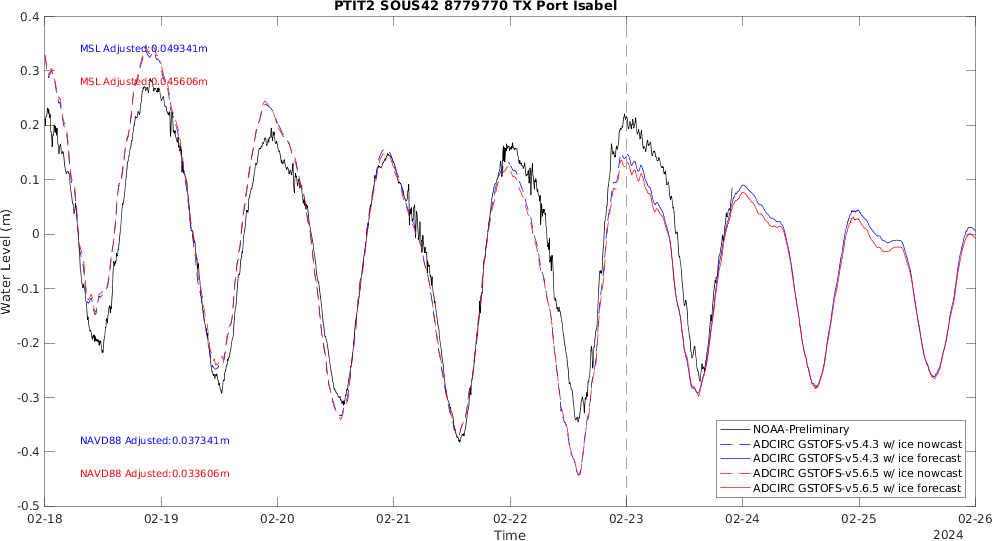 PTIT2 SOUS42 8779770 TX Port Isabel
0.4
0.3
0.2
0.1
0
-0.1
-0.2
-0.3
-0.4
-0.5
Water Level (m)
MSL Adjusted:0.049341m
MSL Adjusted:0.045606m
NAVD88 Adjusted:0.037341m
NAVD88 Adjusted:0.033606m
NOAA-Preliminary
ADCIRC GSTOFS-v5.4.3 w/ ice nowcast
ADCIRC GSTOFS-v5.4.3 w/ ice forecast
ADCIRC GSTOFS-v5.6.5 w/ ice nowcast
ADCIRC GSTOFS-v5.6.5 w/ ice forecast
02-18 02-19 02-20 02-21 02-22 02-23 02-24 02-25 02-26
Time
2024